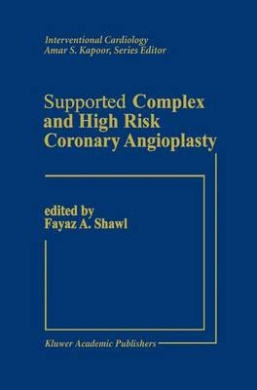 Interventional Cardiology
Amar S. Kapoor, Series Editor
Supported Complex
and High Risk
Coronary Angioplasty
edited by
Fayaz A. Shawl
Kluwer Academic Publishers